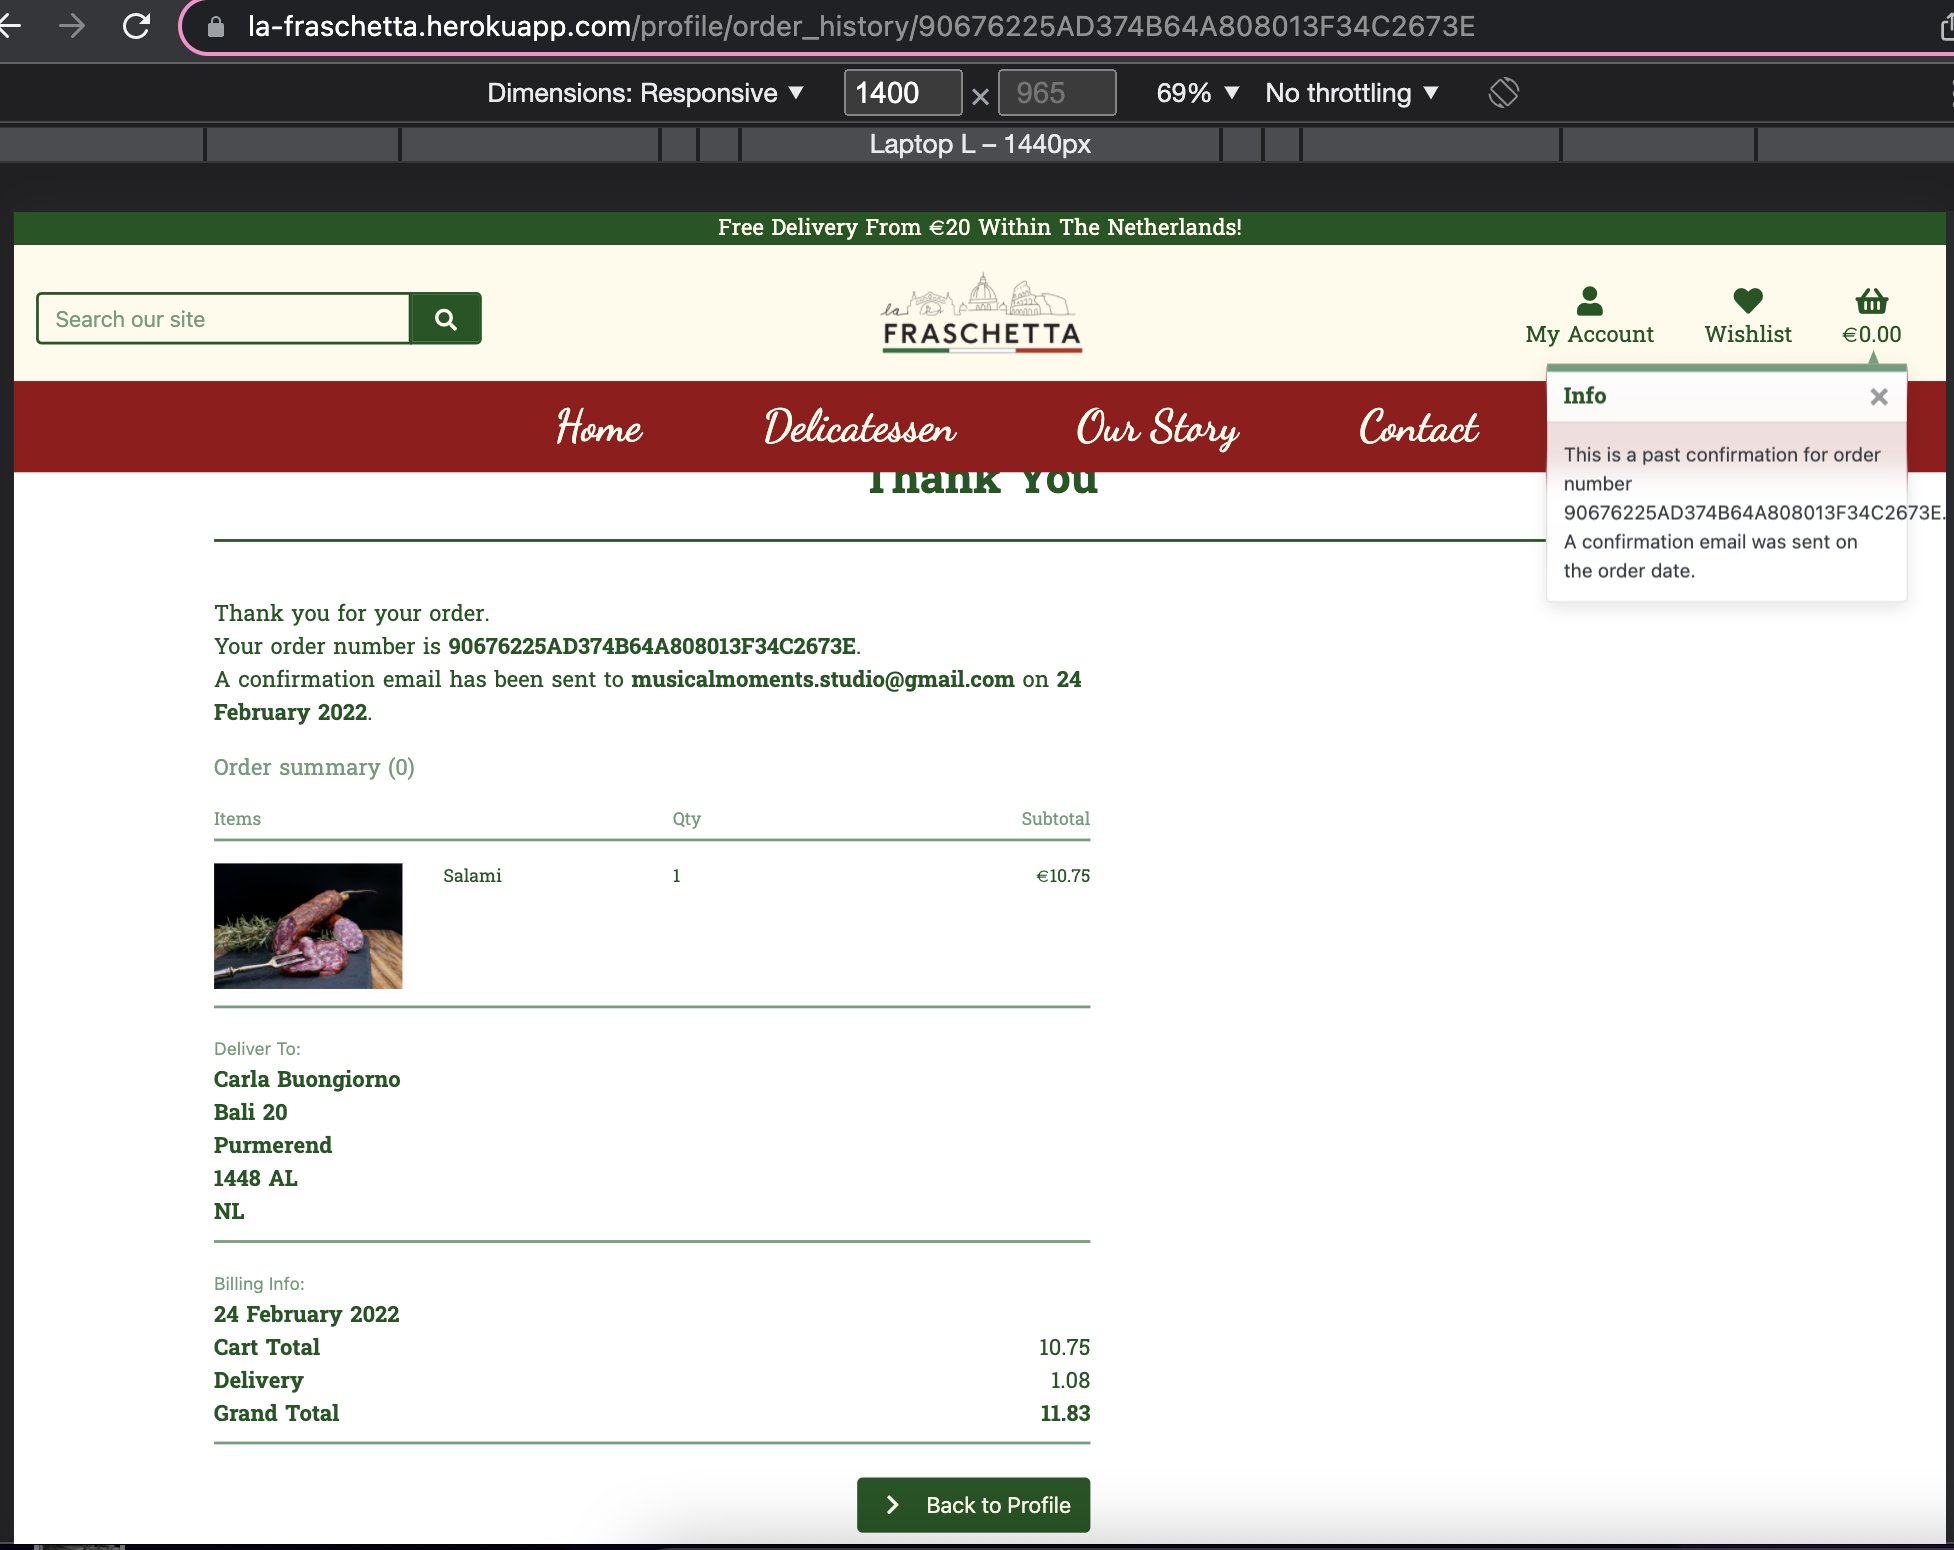 la-fraschetta.herokuapp.com/profile/order_history/90676225AD374B64A808013F34C2673E
Dimensions: Responsive ▼ 1400 × 965 69% ▼ No throttling ▼
Laptop L – 1440px
Free Delivery From €20 Within The Netherlands!
Search our site
la
FRASCHETTA
My Account
Wishlist
€0.00
Home Delicatessen Our Story Contact
Info ×
This is a past confirmation for order
number
90676225AD374B64A808013F34C2673E.
A confirmation email was sent on
the order date.
Thank You
Thank you for your order.
Your order number is 90676225AD374B64A808013F34C2673E.
A confirmation email has been sent to musicalmoments.studio@gmail.com on 24
February 2022.
Order summary (0)
Items Qty Subtotal
Salami 1 €10.75
Deliver To:
Carla Buongiorno
Bali 20
Purmerend
1448 AL
NL
Billing Info:
24 February 2022
Cart Total 10.75
Delivery 1.08
Grand Total 11.83
Back to Profile